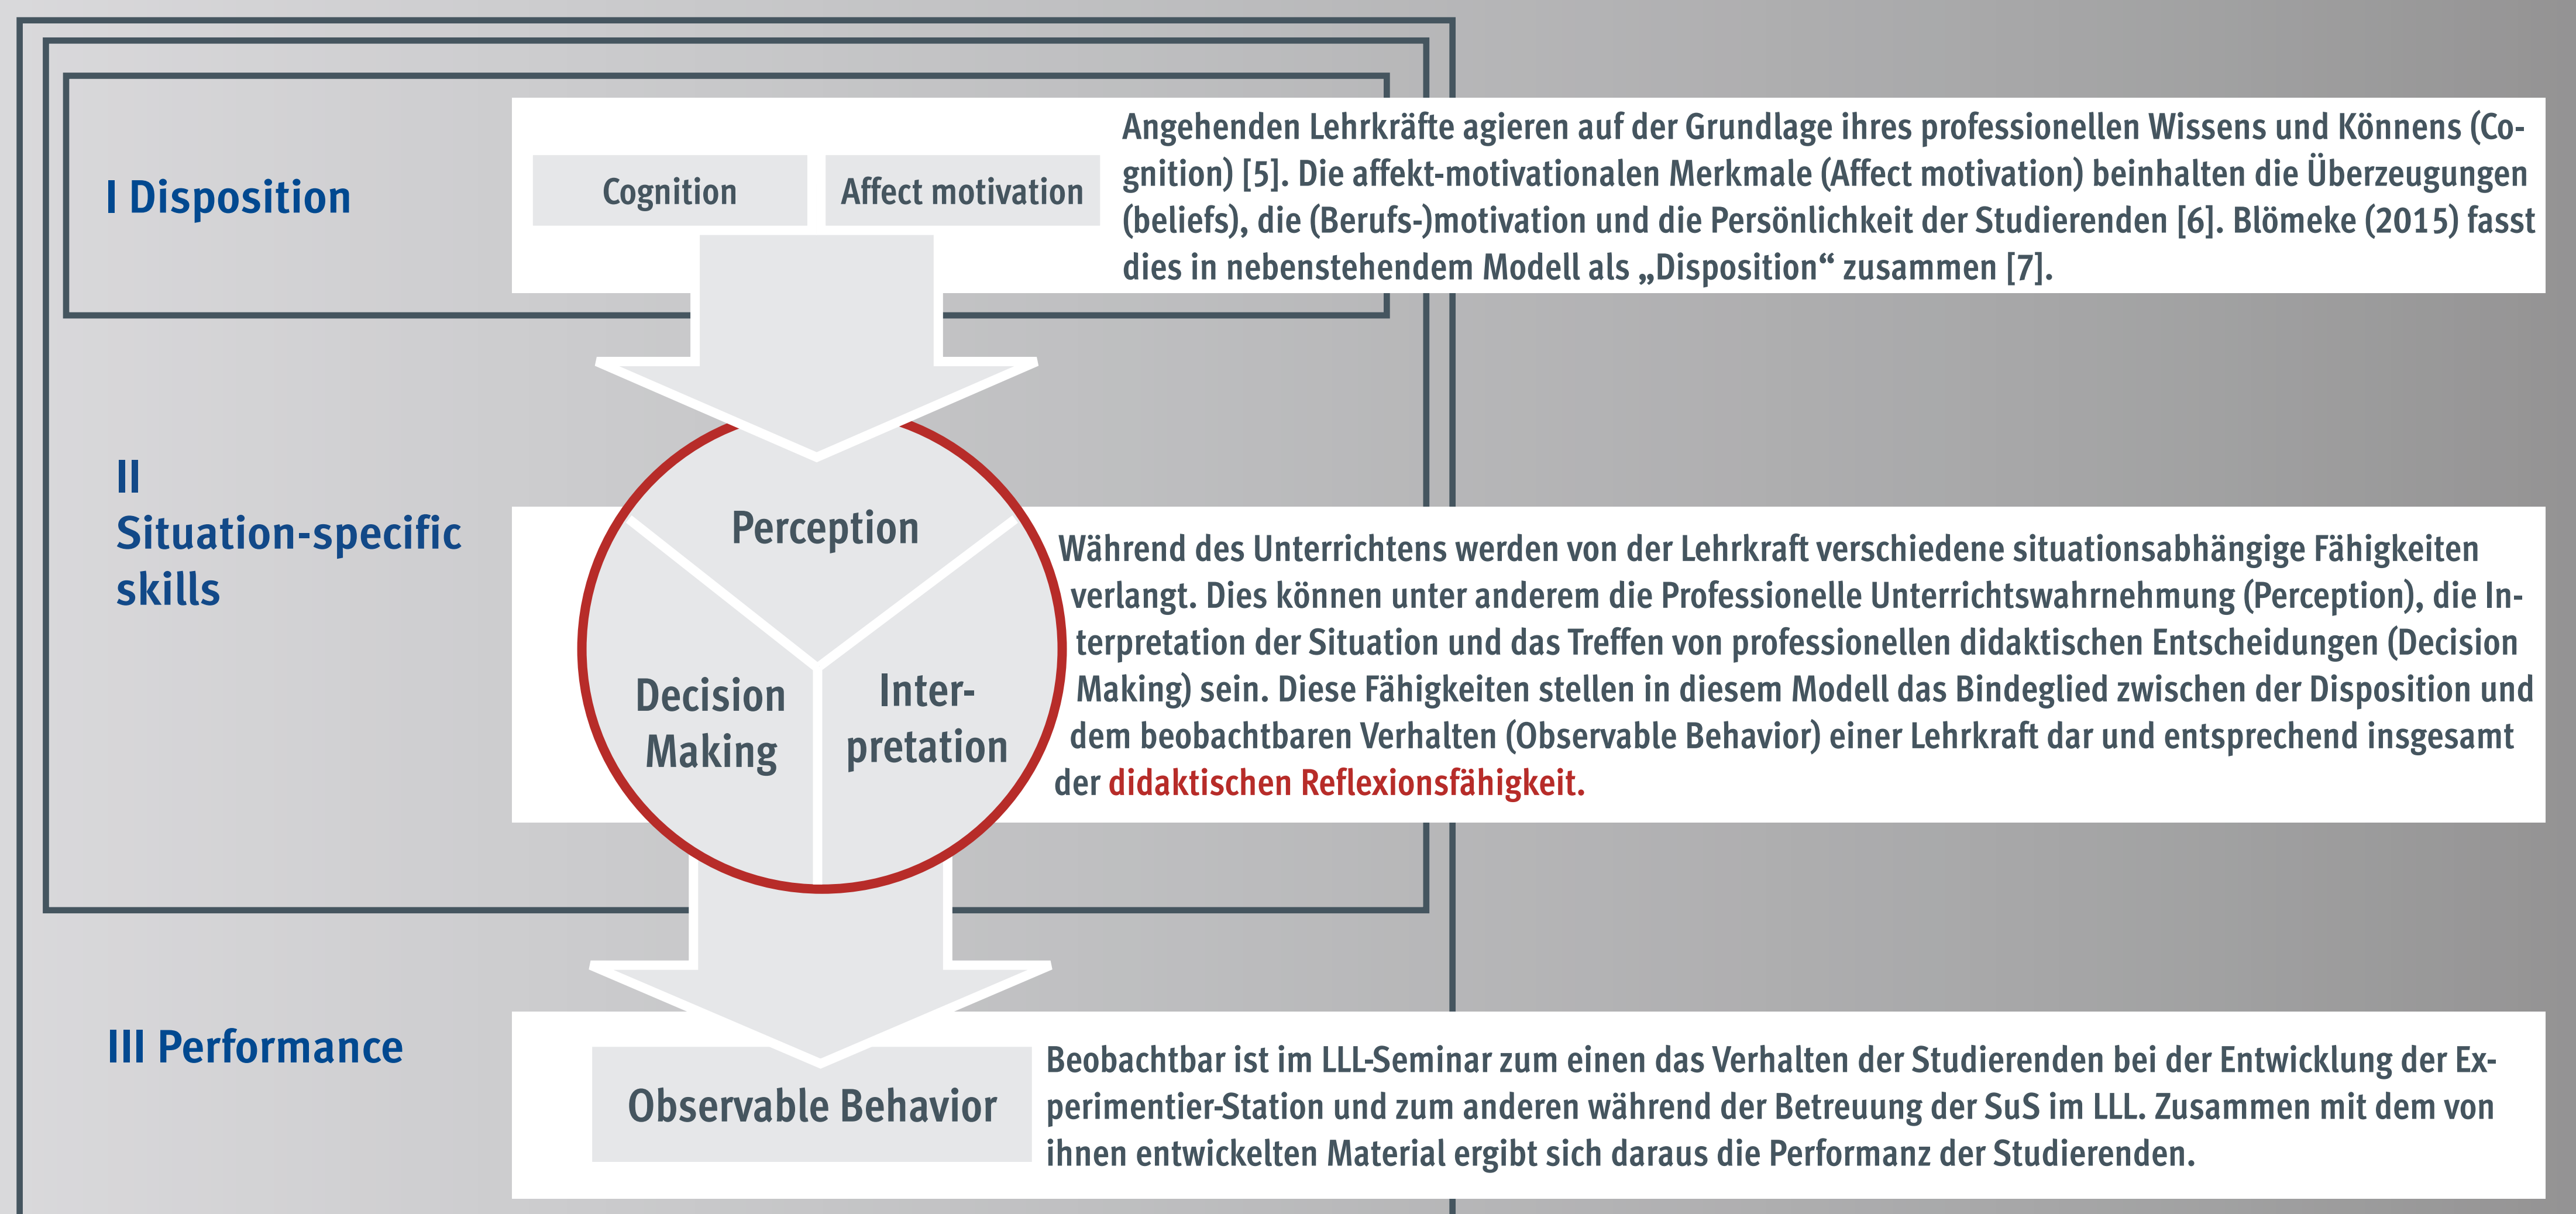 I Disposition
Cognition
Affect motivation
Angehenden Lehrkräfte agieren auf der Grundlage ihres professionellen Wissens und Könnens (Co-
gnition) [5]. Die affekt-motivationalen Merkmale (Affect motivation) beinhalten die Überzeugungen
(beliefs), die (Berufs-)motivation und die Persönlichkeit der Studierenden [6]. Blömeke (2015) fasst
dies in nebenstehendem Modell als „Disposition“ zusammen [7].
II
Situation-specific
skills
Perception
Decision
Making
Inter-
pretation
Während des Unterrichtens werden von der Lehrkraft verschiedene situationsabhängige Fähigkeiten
verlangt. Dies können unter anderem die Professionelle Unterrichtswahrnehmung (Perception), die In-
terpretation der Situation und das Treffen von professionellen didaktischen Entscheidungen (Decision
Making) sein. Diese Fähigkeiten stellen in diesem Modell das Bindeglied zwischen der Disposition und
dem beobachtbaren Verhalten (Observable Behavior) einer Lehrkraft dar und entsprechend insgesamt
der didaktischen Reflexionsfähigkeit.
III Performance
Observable Behavior
Beobachtbar ist im LLL-Seminar zum einen das Verhalten der Studierenden bei der Entwicklung der Ex-
perimentier-Station und zum anderen während der Betreuung der SuS im LLL. Zusammen mit dem von
ihnen entwickelten Material ergibt sich daraus die Performanz der Studierenden.